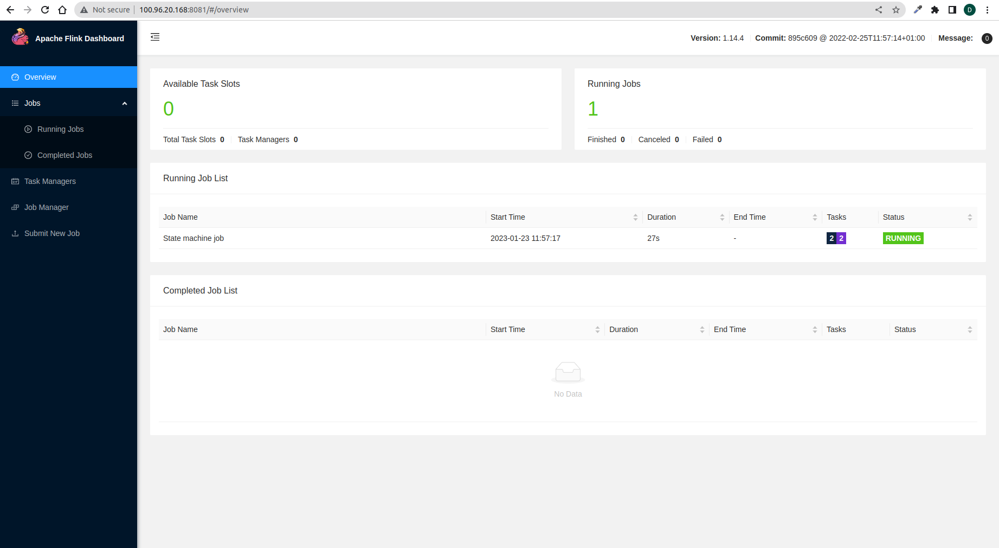 Not secure | 100.96.20.168:8081/#/overview
D
Apache Flink Dashboard
Version: 1.14.4 Commit: 895c609 @ 2022-02-25T11:57:14+01:00 Message: 0
Overview
Jobs
Running Jobs
Completed Jobs
Task Managers
Job Manager
Submit New Job
Available Task Slots
0
Total Task Slots 0 Task Managers 0
Running Jobs
1
Finished 0 Canceled 0 Failed 0
Running Job List
Job Name Start Time Duration End Time Tasks Status
State machine job 2023-01-23 11:57:17 27s - 2 2 RUNNING
Completed Job List
Job Name Start Time Duration End Time Tasks Status
No Data